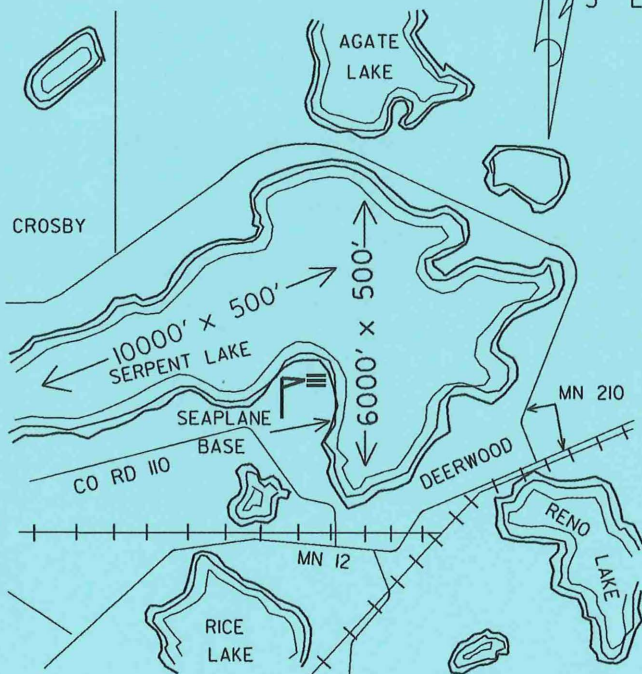 AGATE
LAKE
CROSBY
10000' × 500'
SERPENT LAKE
6000' × 500'
SEAPLANE
BASE
MN 210
CO RD 110
DEERWOOD
RENO
LAKE
MN 12
RICE
LAKE